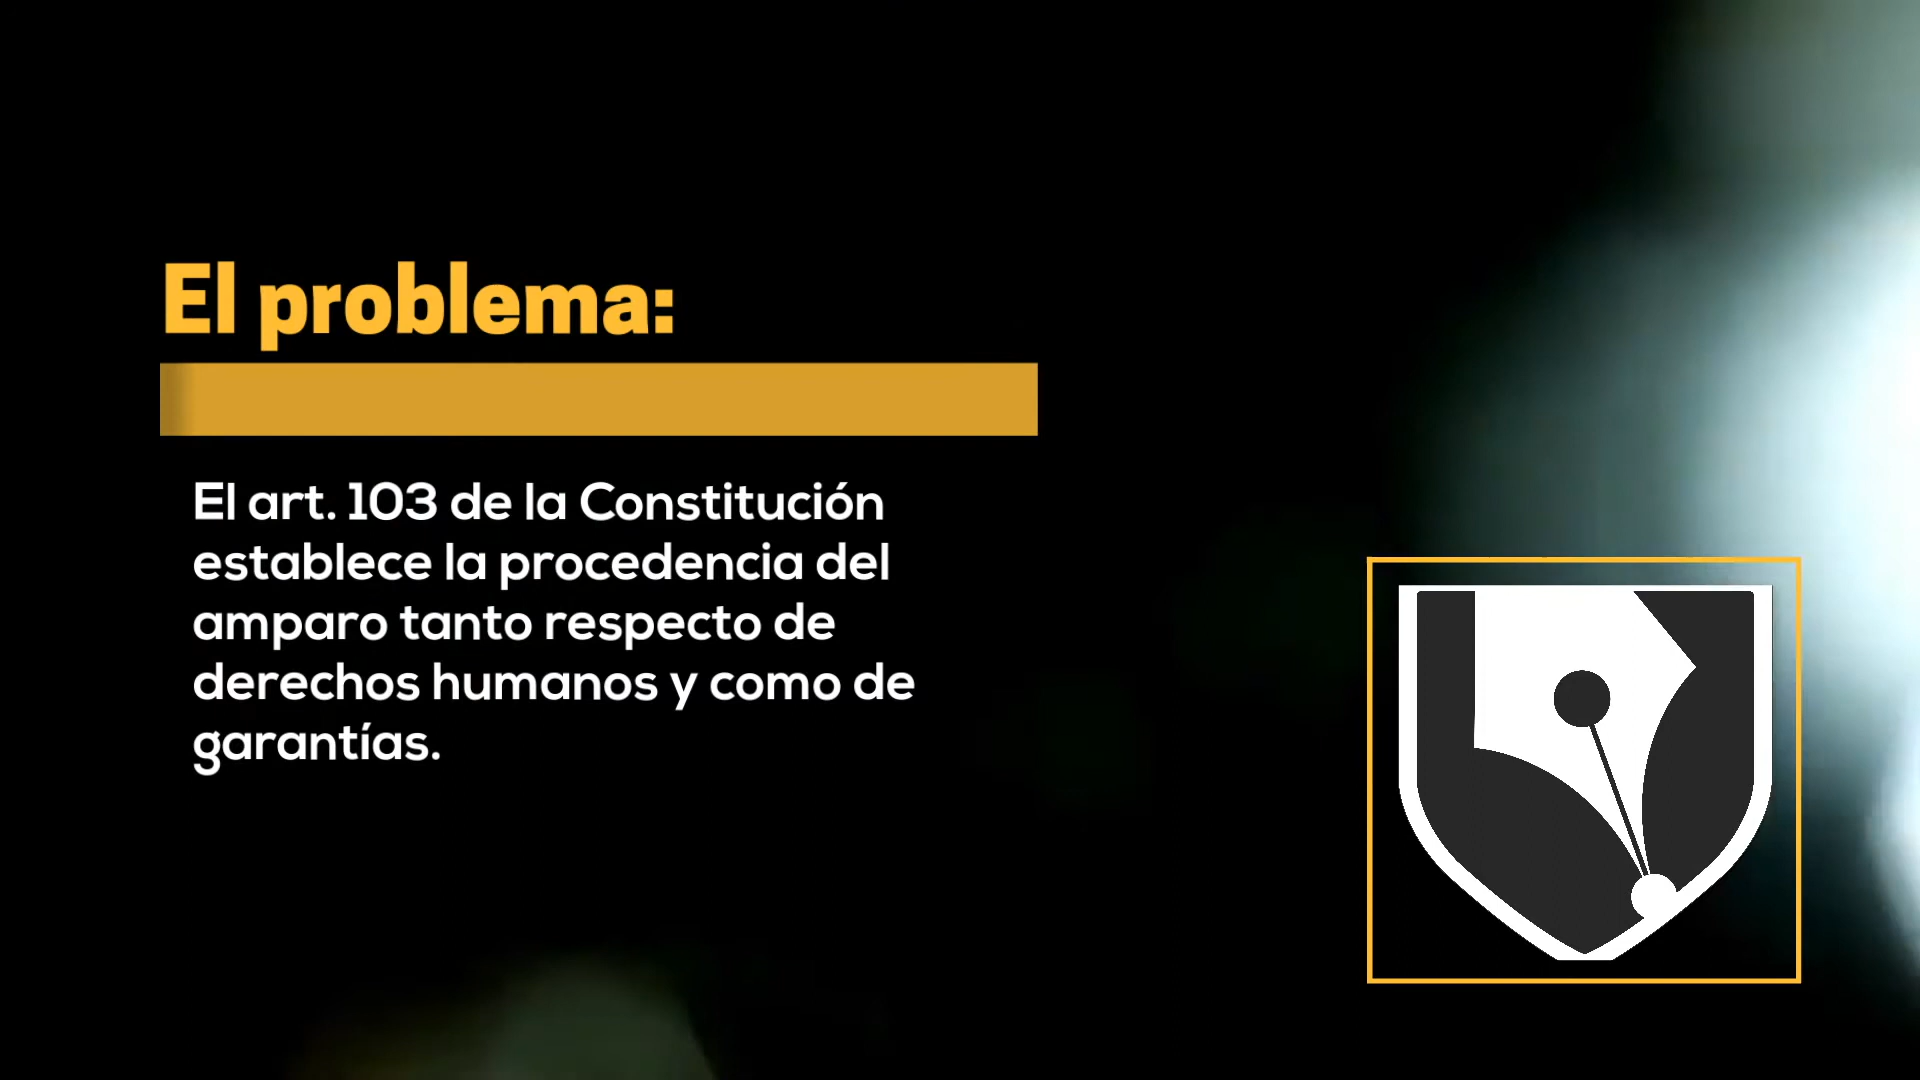 El problema:
El art. 103 de la Constitución
establece la procedencia del
amparo tanto respecto de
derechos humanos y como de
garantías.